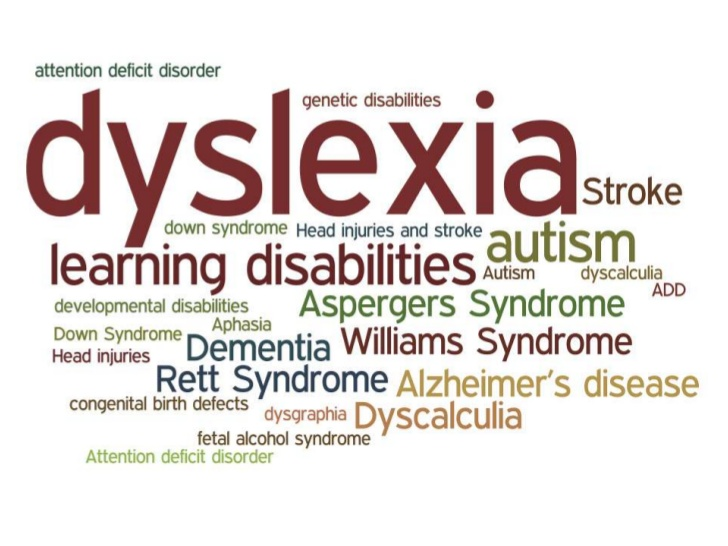 attention deficit disorder
genetic disabilities
dyslexia
Stroke
down syndrome
Head injuries and stroke
autism
learning disabilities
Autism
dyscalculia
ADD
developmental disabilities
Aspergers Syndrome
Aphasia
Down Syndrome
Dementia
Williams Syndrome
Head injuries
Rett Syndrome
Alzheimer's disease
congenital birth defects
dysgraphia
Dyscalculia
fetal alcohol syndrome
Attention deficit disorder